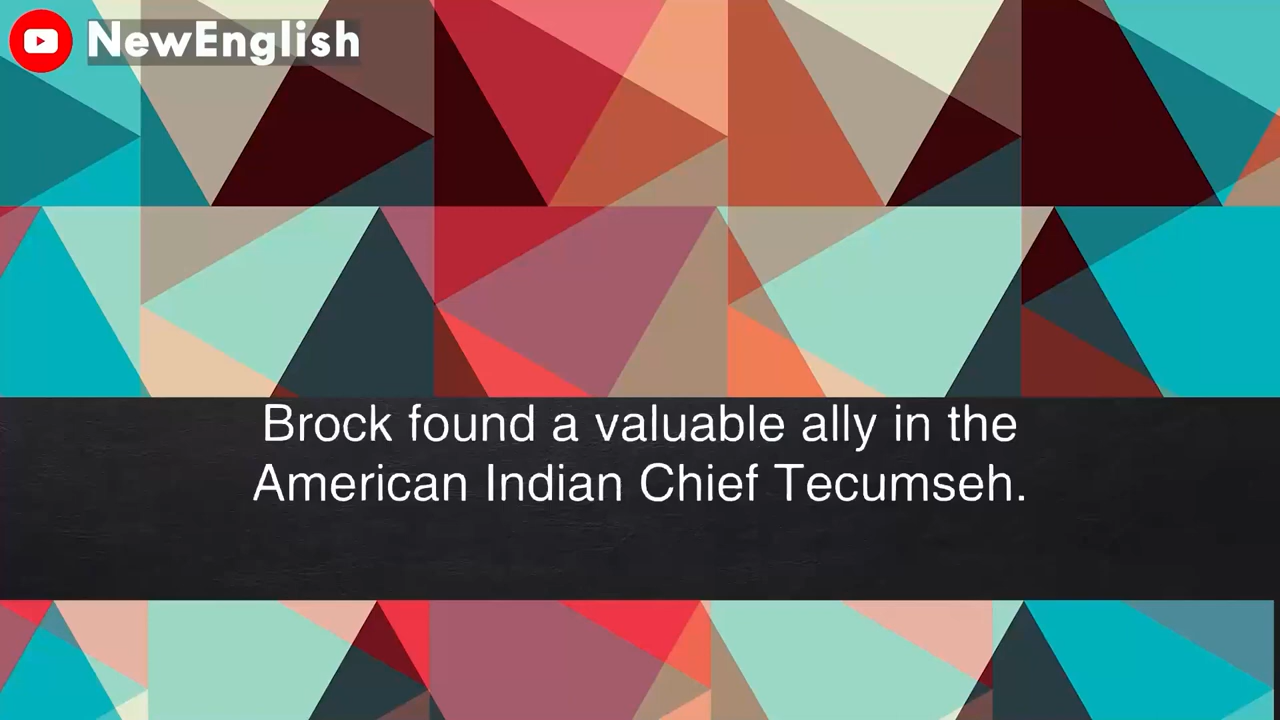 NewEnglish
Brock found a valuable ally in the
American Indian Chief Tecumseh.